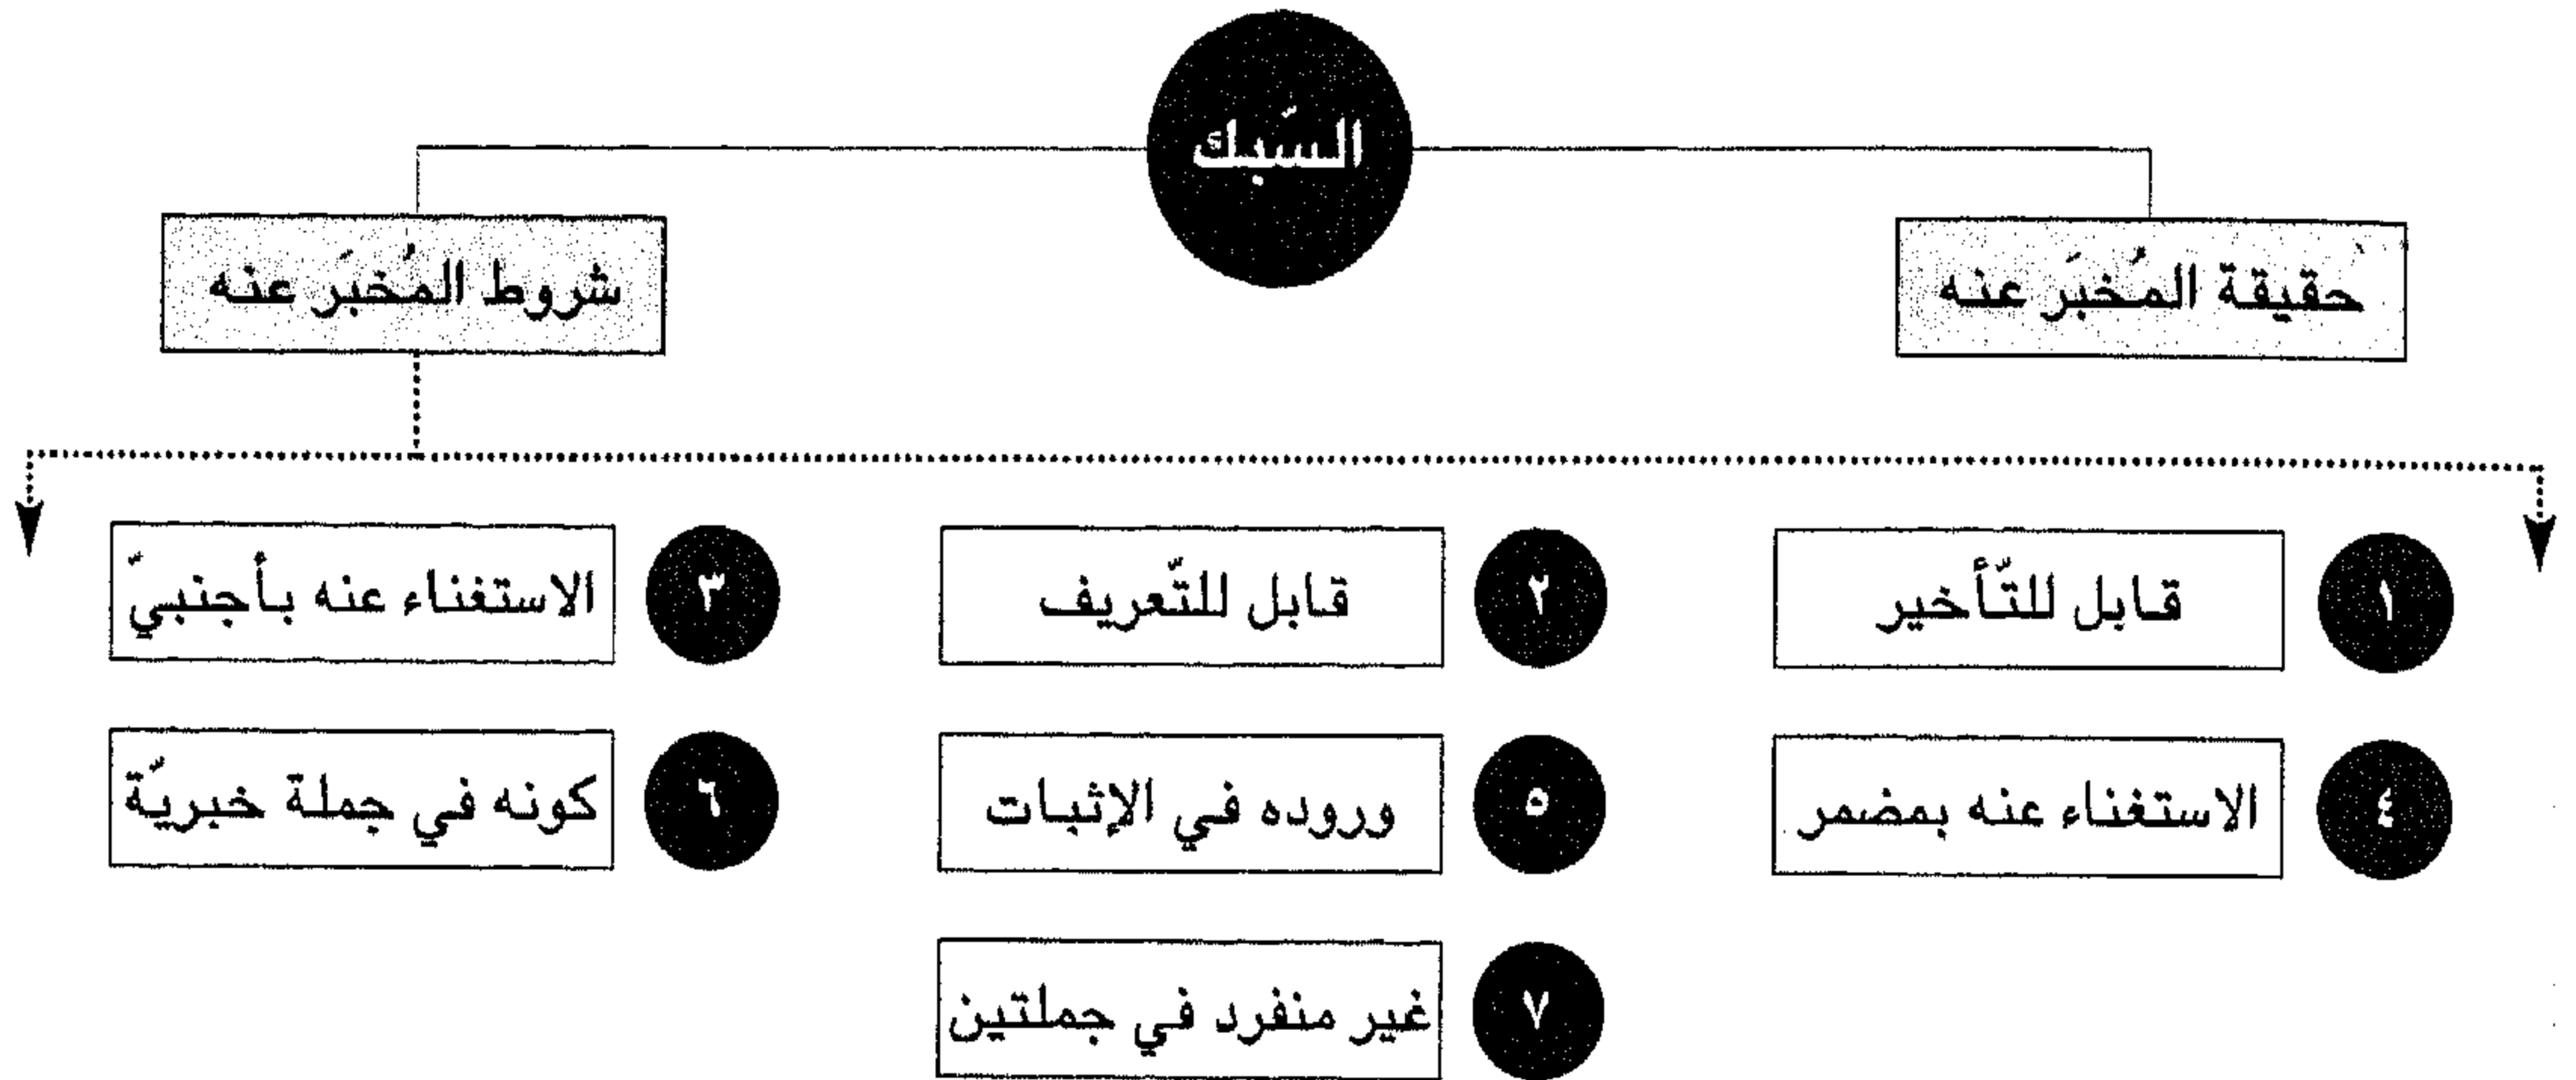 السّبك
حقيقة المُخبَر عنه
شروط المُخبَر عنه
١ قابل للتّأخير
٢ قابل للتّعريف
٣ الاستغناء عنه بأجنبيّ
٤ الاستغناء عنه بمضمر
٥ وروده في الإثبات
٦ كونه في جملة خبريّة
٧ غير منفرد في جملتين